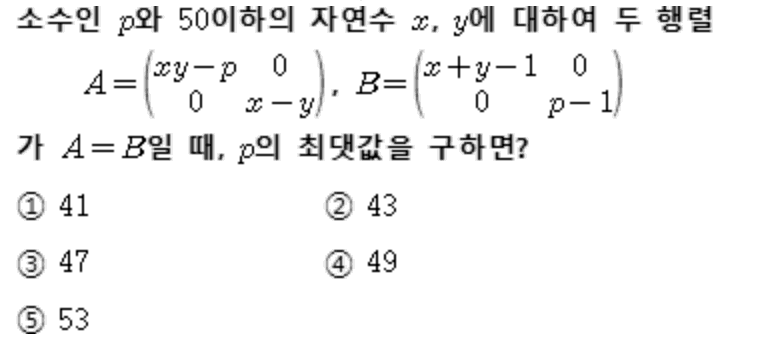 소수인 p와 50이하의 자연수 x, y에 대하여 두 행렬
A=(xy-p 0
0 x-y), B=(x+y-1 0
0 p-1)
가 A=B일 때, p의 최댓값을 구하면?
① 41 ② 43
③ 47 ④ 49
⑤ 53